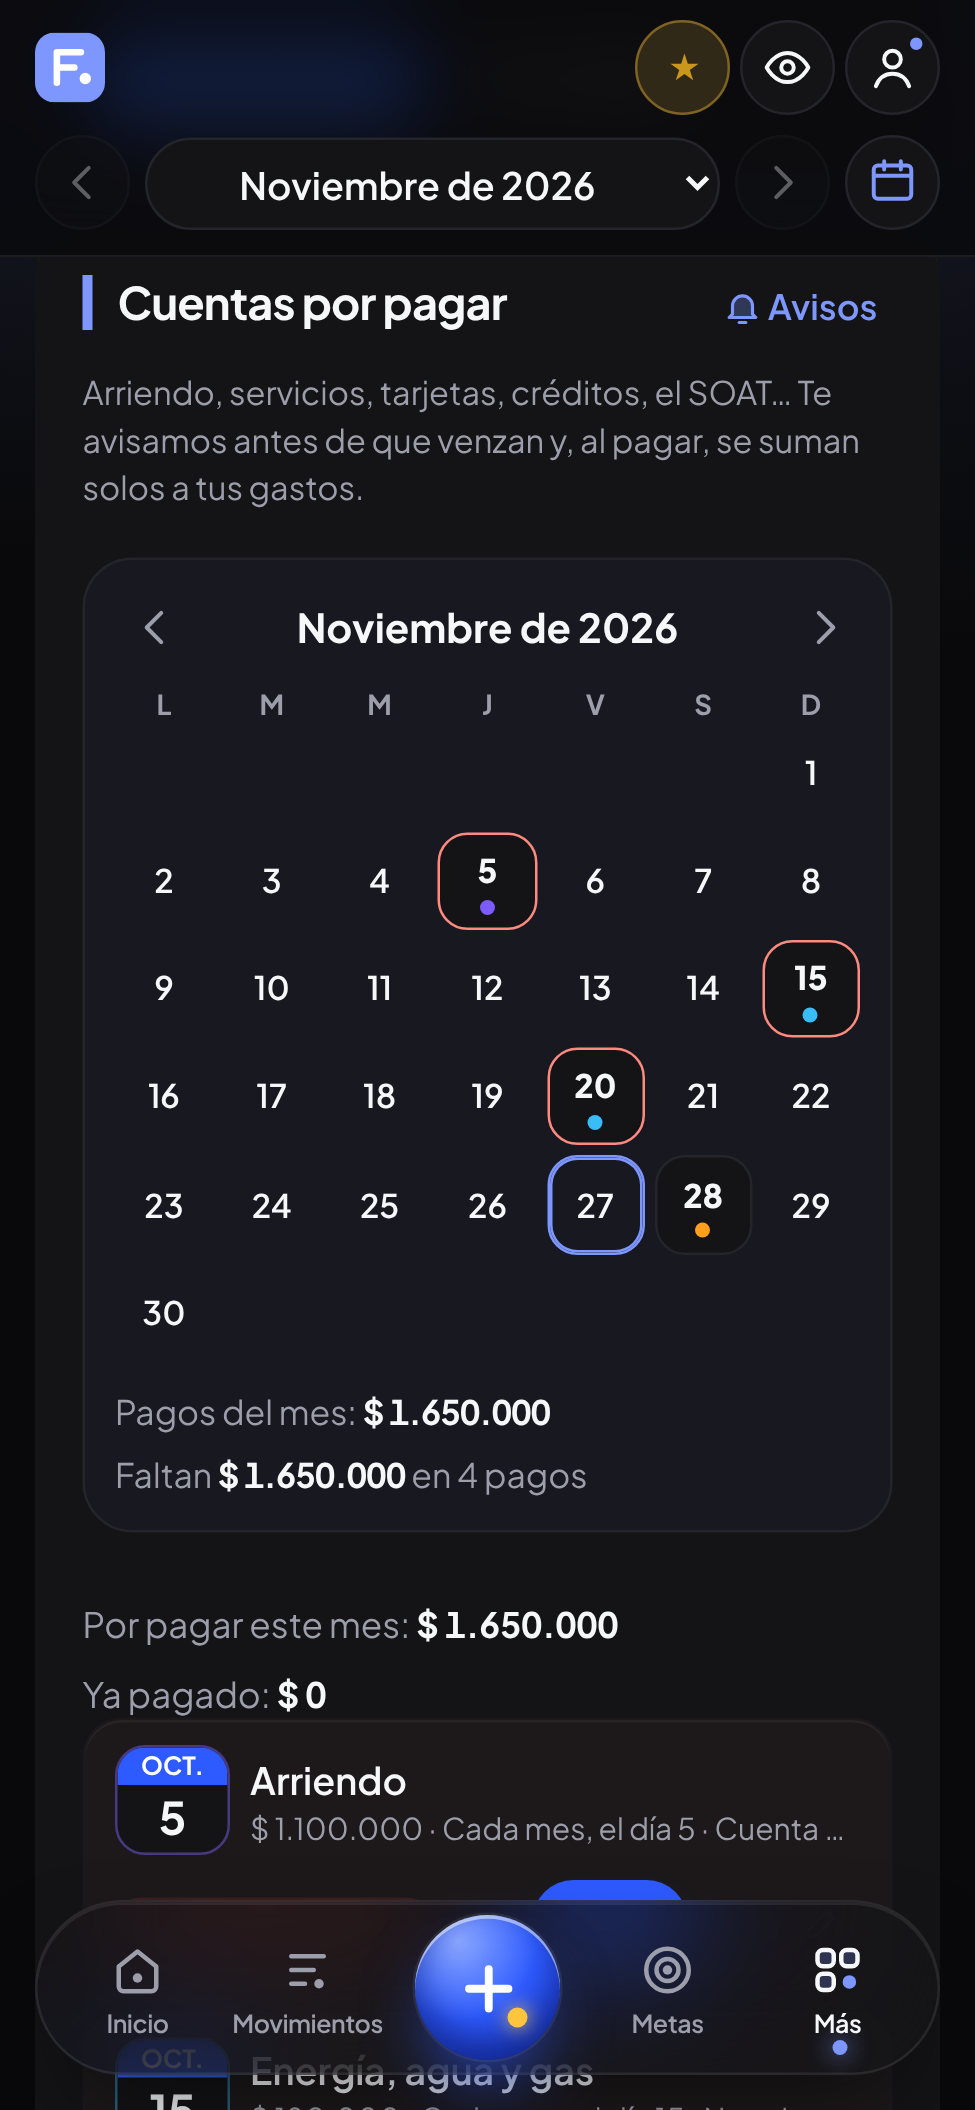 F.
Noviembre de 2026
Cuentas por pagar
Avisos
Arriendo, servicios, tarjetas, créditos, el SOAT... Te
avisamos antes de que venzan y, al pagar, se suman
solos a tus gastos.
Noviembre de 2026
L M M J V S D
1
2 3 4 5 6 7 8
9 10 11 12 13 14 15
16 17 18 19 20 21 22
23 24 25 26 27 28 29
30
Pagos del mes: $ 1.650.000
Faltan $ 1.650.000 en 4 pagos
Por pagar este mes: $ 1.650.000
Ya pagado: $ 0
OCT.
5
Arriendo
$ 1.100.000 · Cada mes, el día 5 · Cuenta ...
Inicio
Movimientos
Metas
Más
OCT.
15
Energía, agua y gas